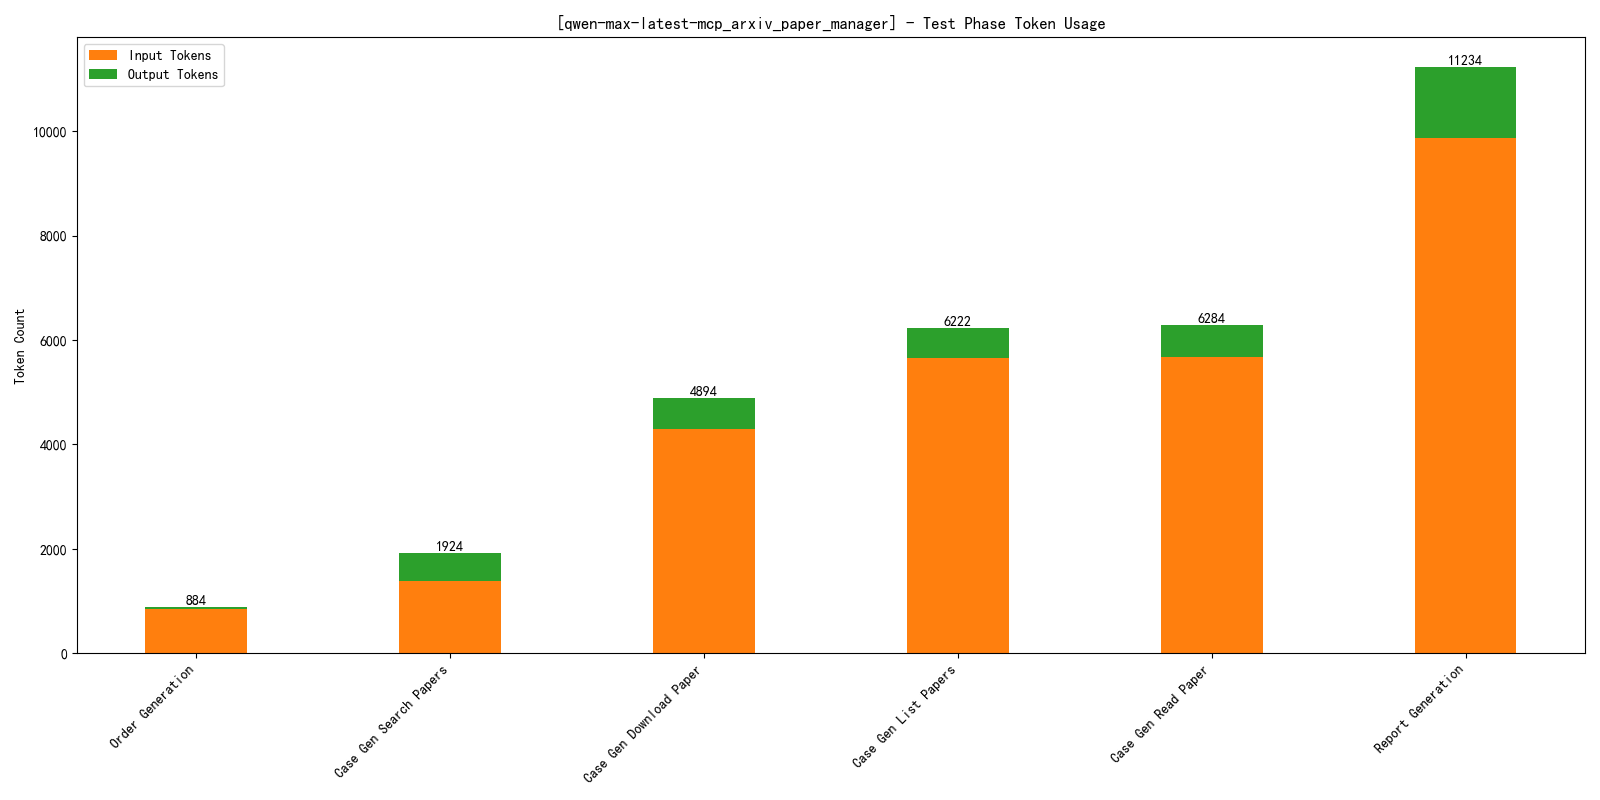 [qwen-max-latest-mcp_arxiv_paper_manager] - Test Phase Token Usage
Input Tokens
Output Tokens
Token Count
10000
8000
6000
4000
2000
0
884
1924
4894
6222
6284
11234
Order Generation
Case Gen Search Papers
Case Gen Download Paper
Case Gen List Papers
Case Gen Read Paper
Report Generation